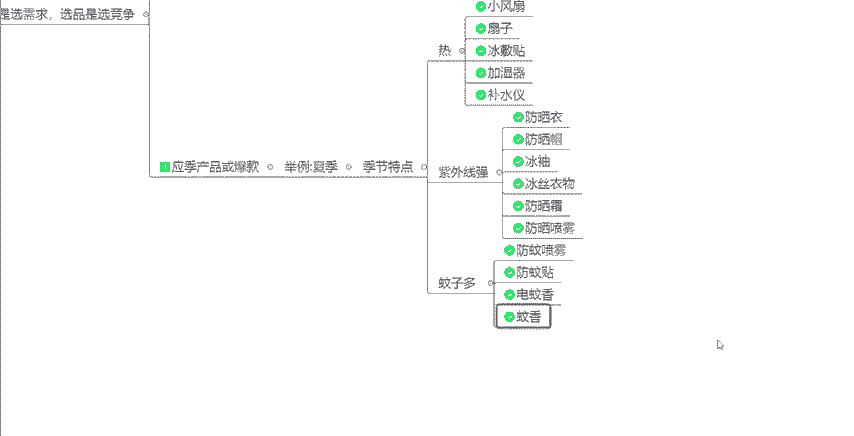 是选需求，选品是选竞争
小风扇
扇子
热
冰敷贴
加湿器
补水仪
防晒衣
防晒帽
1应季产品或爆款
举例:夏季
季节特点
紫外线强
冰袖
冰丝衣物
防晒霜
防晒喷雾
防蚊喷雾
防蚊贴
蚊子多
电蚊香
蚊香